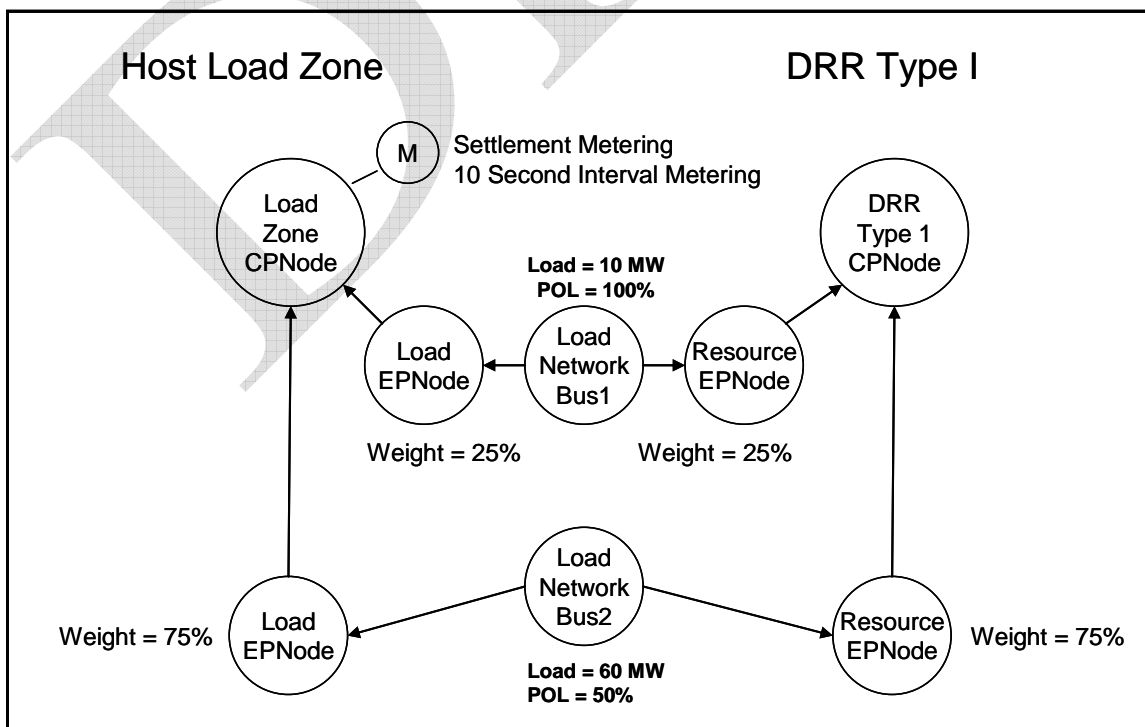 Host Load Zone
DRR Type I
M
Settlement Metering
10 Second Interval Metering
Load
Zone
CPNode
DRR
Type 1
CPNode
Load = 10 MW
POL = 100%
Load
EPNode
Load
Network
Bus1
Resource
EPNode
Weight = 25%
Weight = 25%
Load
Network
Bus2
Weight = 75%
Load
EPNode
Resource
EPNode
Weight = 75%
Load = 60 MW
POL = 50%